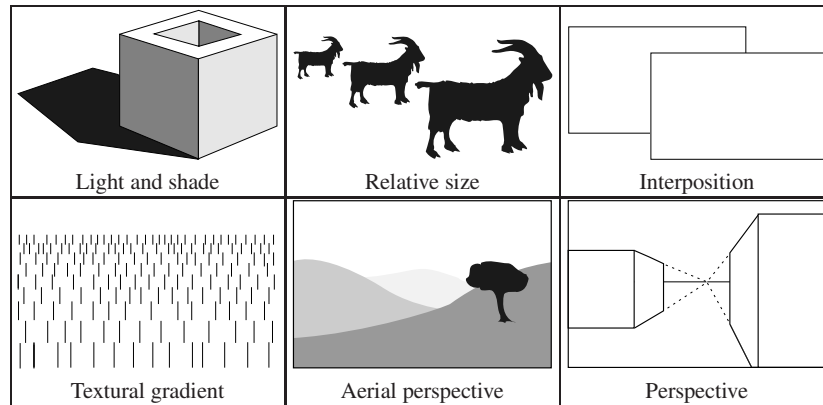 Light and shade
Relative size
Interposition
Textural gradient
Aerial perspective
Perspective